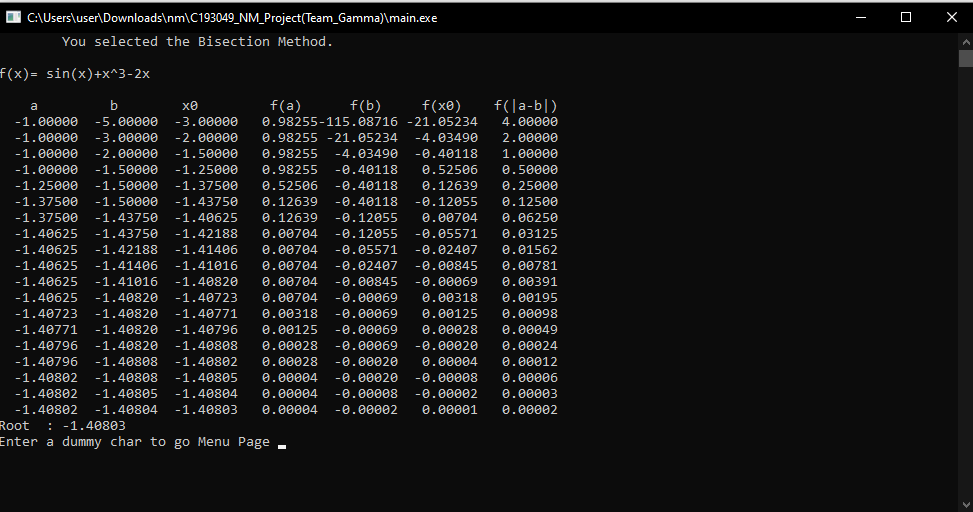 C:\Users\user\Downloads\nm\C193049_NM_Project(Team_Gamma)\main.exe
You selected the Bisection Method.
f(x)= sin(x)+x^3-2x
a b x0 f(a) f(b) f(x0) f(|a-b|)
-1.00000 -5.00000 -3.00000 0.98255-115.08716 -21.05234 4.00000
-1.00000 -3.00000 -2.00000 0.98255 -21.05234 -4.03490 2.00000
-1.00000 -2.00000 -1.50000 0.98255 -4.03490 -0.40118 1.00000
-1.00000 -1.50000 -1.25000 0.98255 -0.40118 0.52506 0.50000
-1.25000 -1.50000 -1.37500 0.52506 -0.40118 0.12639 0.25000
-1.37500 -1.50000 -1.43750 0.12639 -0.40118 -0.12055 0.12500
-1.37500 -1.43750 -1.40625 0.12639 -0.12055 0.00704 0.06250
-1.40625 -1.43750 -1.42188 0.00704 -0.12055 -0.05571 0.03125
-1.40625 -1.42188 -1.41406 0.00704 -0.05571 -0.02407 0.01562
-1.40625 -1.41406 -1.41016 0.00704 -0.02407 -0.00845 0.00781
-1.40625 -1.41016 -1.40820 0.00704 -0.00845 -0.00069 0.00391
-1.40625 -1.40820 -1.40723 0.00704 -0.00069 0.00318 0.00195
-1.40723 -1.40820 -1.40771 0.00318 -0.00069 0.00125 0.00098
-1.40771 -1.40820 -1.40796 0.00125 -0.00069 0.00028 0.00049
-1.40796 -1.40820 -1.40808 0.00028 -0.00069 -0.00020 0.00024
-1.40796 -1.40808 -1.40802 0.00028 -0.00020 0.00004 0.00012
-1.40802 -1.40808 -1.40805 0.00004 -0.00020 -0.00008 0.00006
-1.40802 -1.40805 -1.40804 0.00004 -0.00008 -0.00002 0.00003
-1.40802 -1.40804 -1.40803 0.00004 -0.00002 0.00001 0.00002
Root : -1.40803
Enter a dummy char to go Menu Page